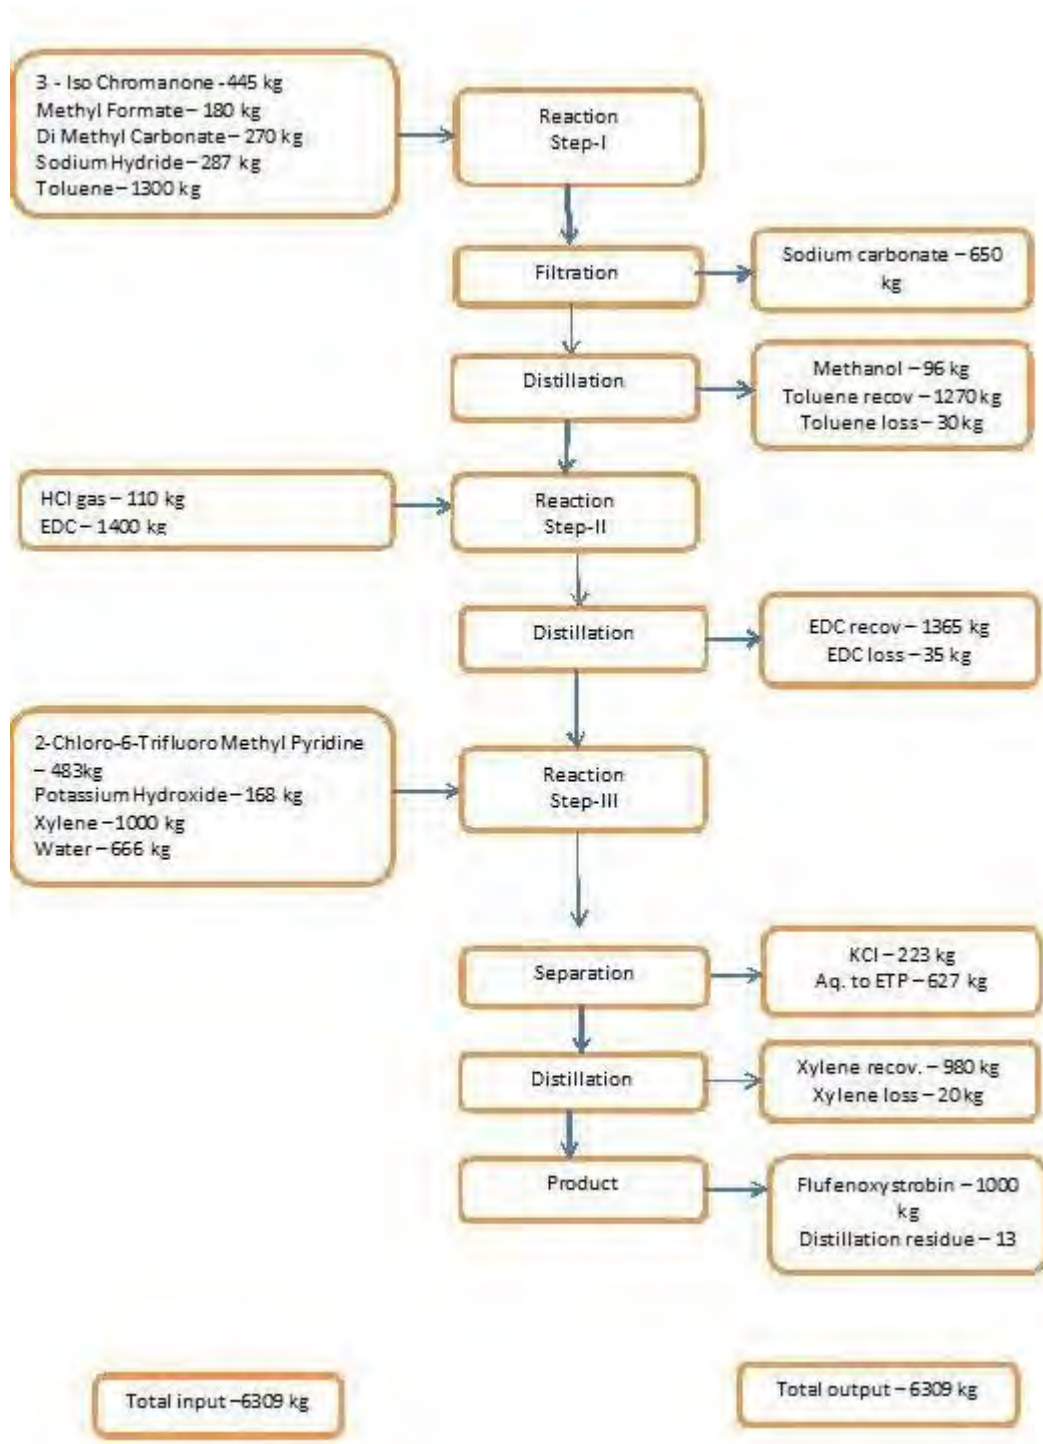 3 - Iso Chromanone -445 kg
Methyl Formate – 180 kg
Di Methyl Carbonate – 270 kg
Sodium Hydride – 287 kg
Toluene – 1300 kg
Reaction
Step-I
Filtration
Sodium carbonate – 650
kg
Distillation
Methanol – 96 kg
Toluene recov – 1270 kg
Toluene loss – 30 kg
HCl gas – 110 kg
EDC – 1400 kg
Reaction
Step-II
Distillation
EDC recov – 1365 kg
EDC loss – 35 kg
2-Chloro-6-Trifluoro Methyl Pyridine
– 483kg
Potassium Hydroxide – 168 kg
Xylene – 1000 kg
Water – 666 kg
Reaction
Step-III
Separation
KCl – 223 kg
Aq. to ETP – 627 kg
Distillation
Xylene recov. – 980 kg
Xylene loss – 20 kg
Product
Flufenoxystrobin – 1000
kg
Distillation residue – 13
Total input –6309 kg
Total output – 6309 kg